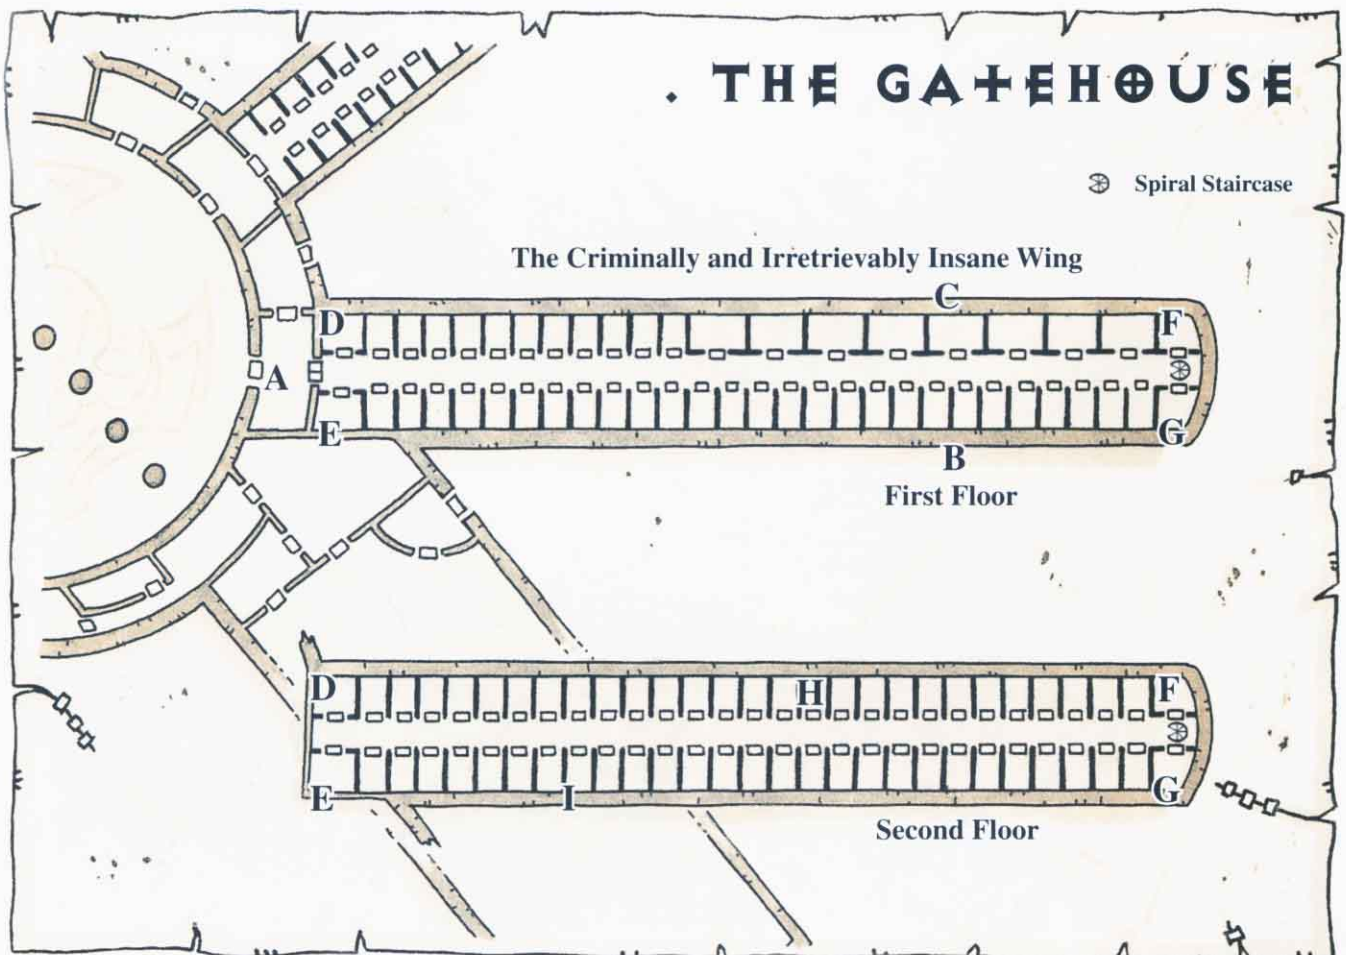 THE GATEHOUSE
Spiral Staircase
The Criminally and Irretrievably Insane Wing
C
D
F
A
E
G
B
First Floor
D
H
F
E
I
G
Second Floor